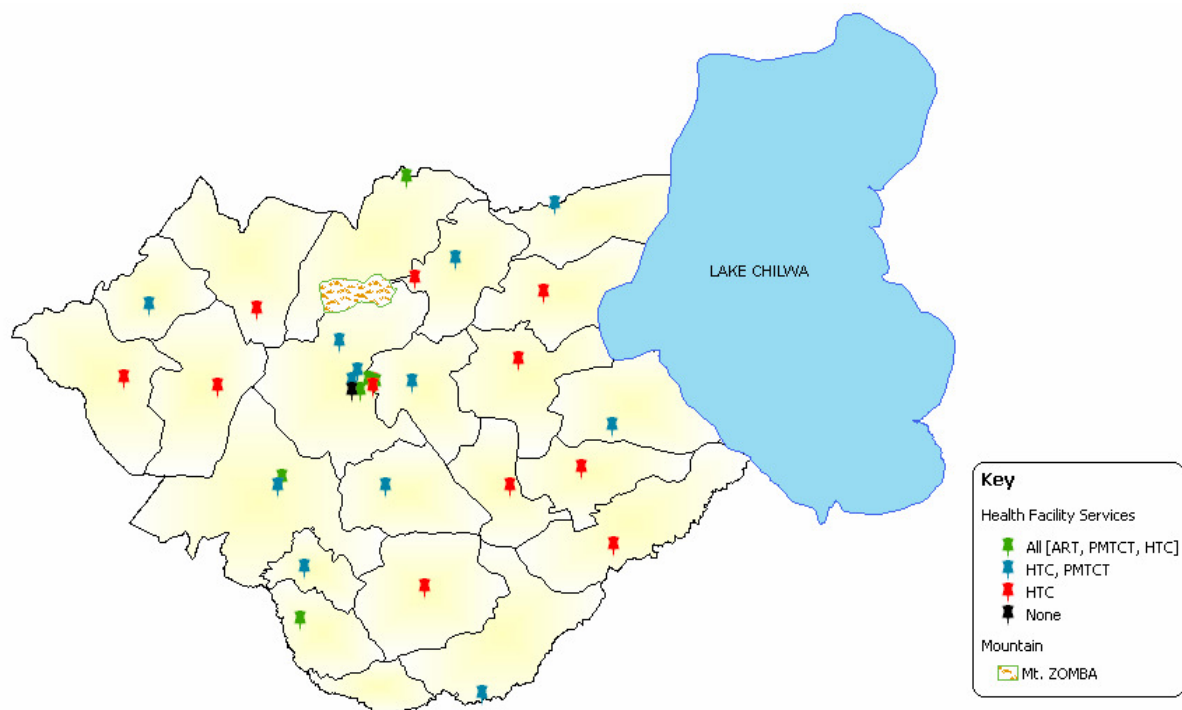 LAKE CHILWA
Key
Health Facility Services
All [ART, PMTCT, HTC]
HTC, PMTCT
HTC
None
Mountain
Mt. ZOMBA